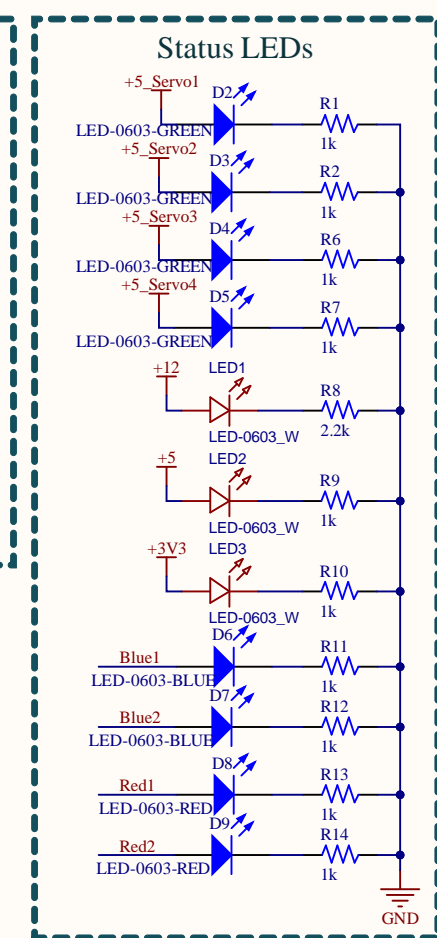 Status LEDs
+5_Servo1
D2
R1
LED-0603-GREEN
1k
+5_Servo2
D3
R2
LED-0603-GREEN
1k
+5_Servo3
D4
R6
LED-0603-GREEN
1k
+5_Servo4
D5
R7
LED-0603-GREEN
1k
+12
LED1
R8
LED-0603_W
2.2k
+5
LED2
R9
LED-0603_W
1k
+3V3
LED3
R10
LED-0603_W
1k
D6
R11
Blue1
LED-0603-BLUE
1k
D7
R12
Blue2
LED-0603-BLUE
1k
D8
R13
Red1
LED-0603-RED
1k
D9
R14
Red2
LED-0603-RED
1k
GND